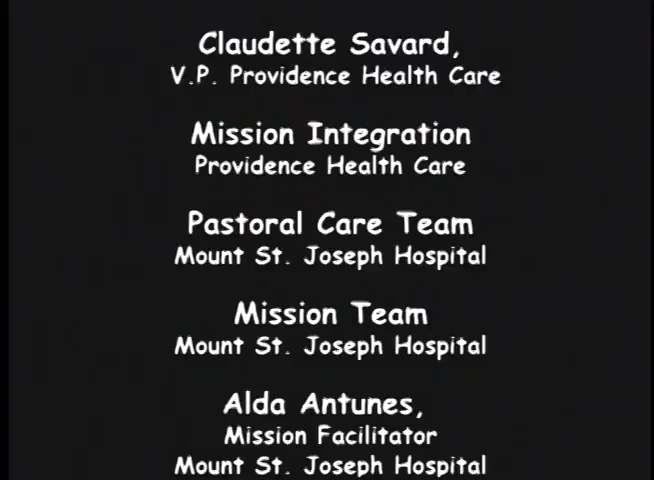 Claudette Savard,
V.P. Providence Health Care
Mission Integration
Providence Health Care
Pastoral Care Team
Mount St. Joseph Hospital
Mission Team
Mount St. Joseph Hospital
Alda Antunes,
Mission Facilitator
Mount St. Joseph Hospital